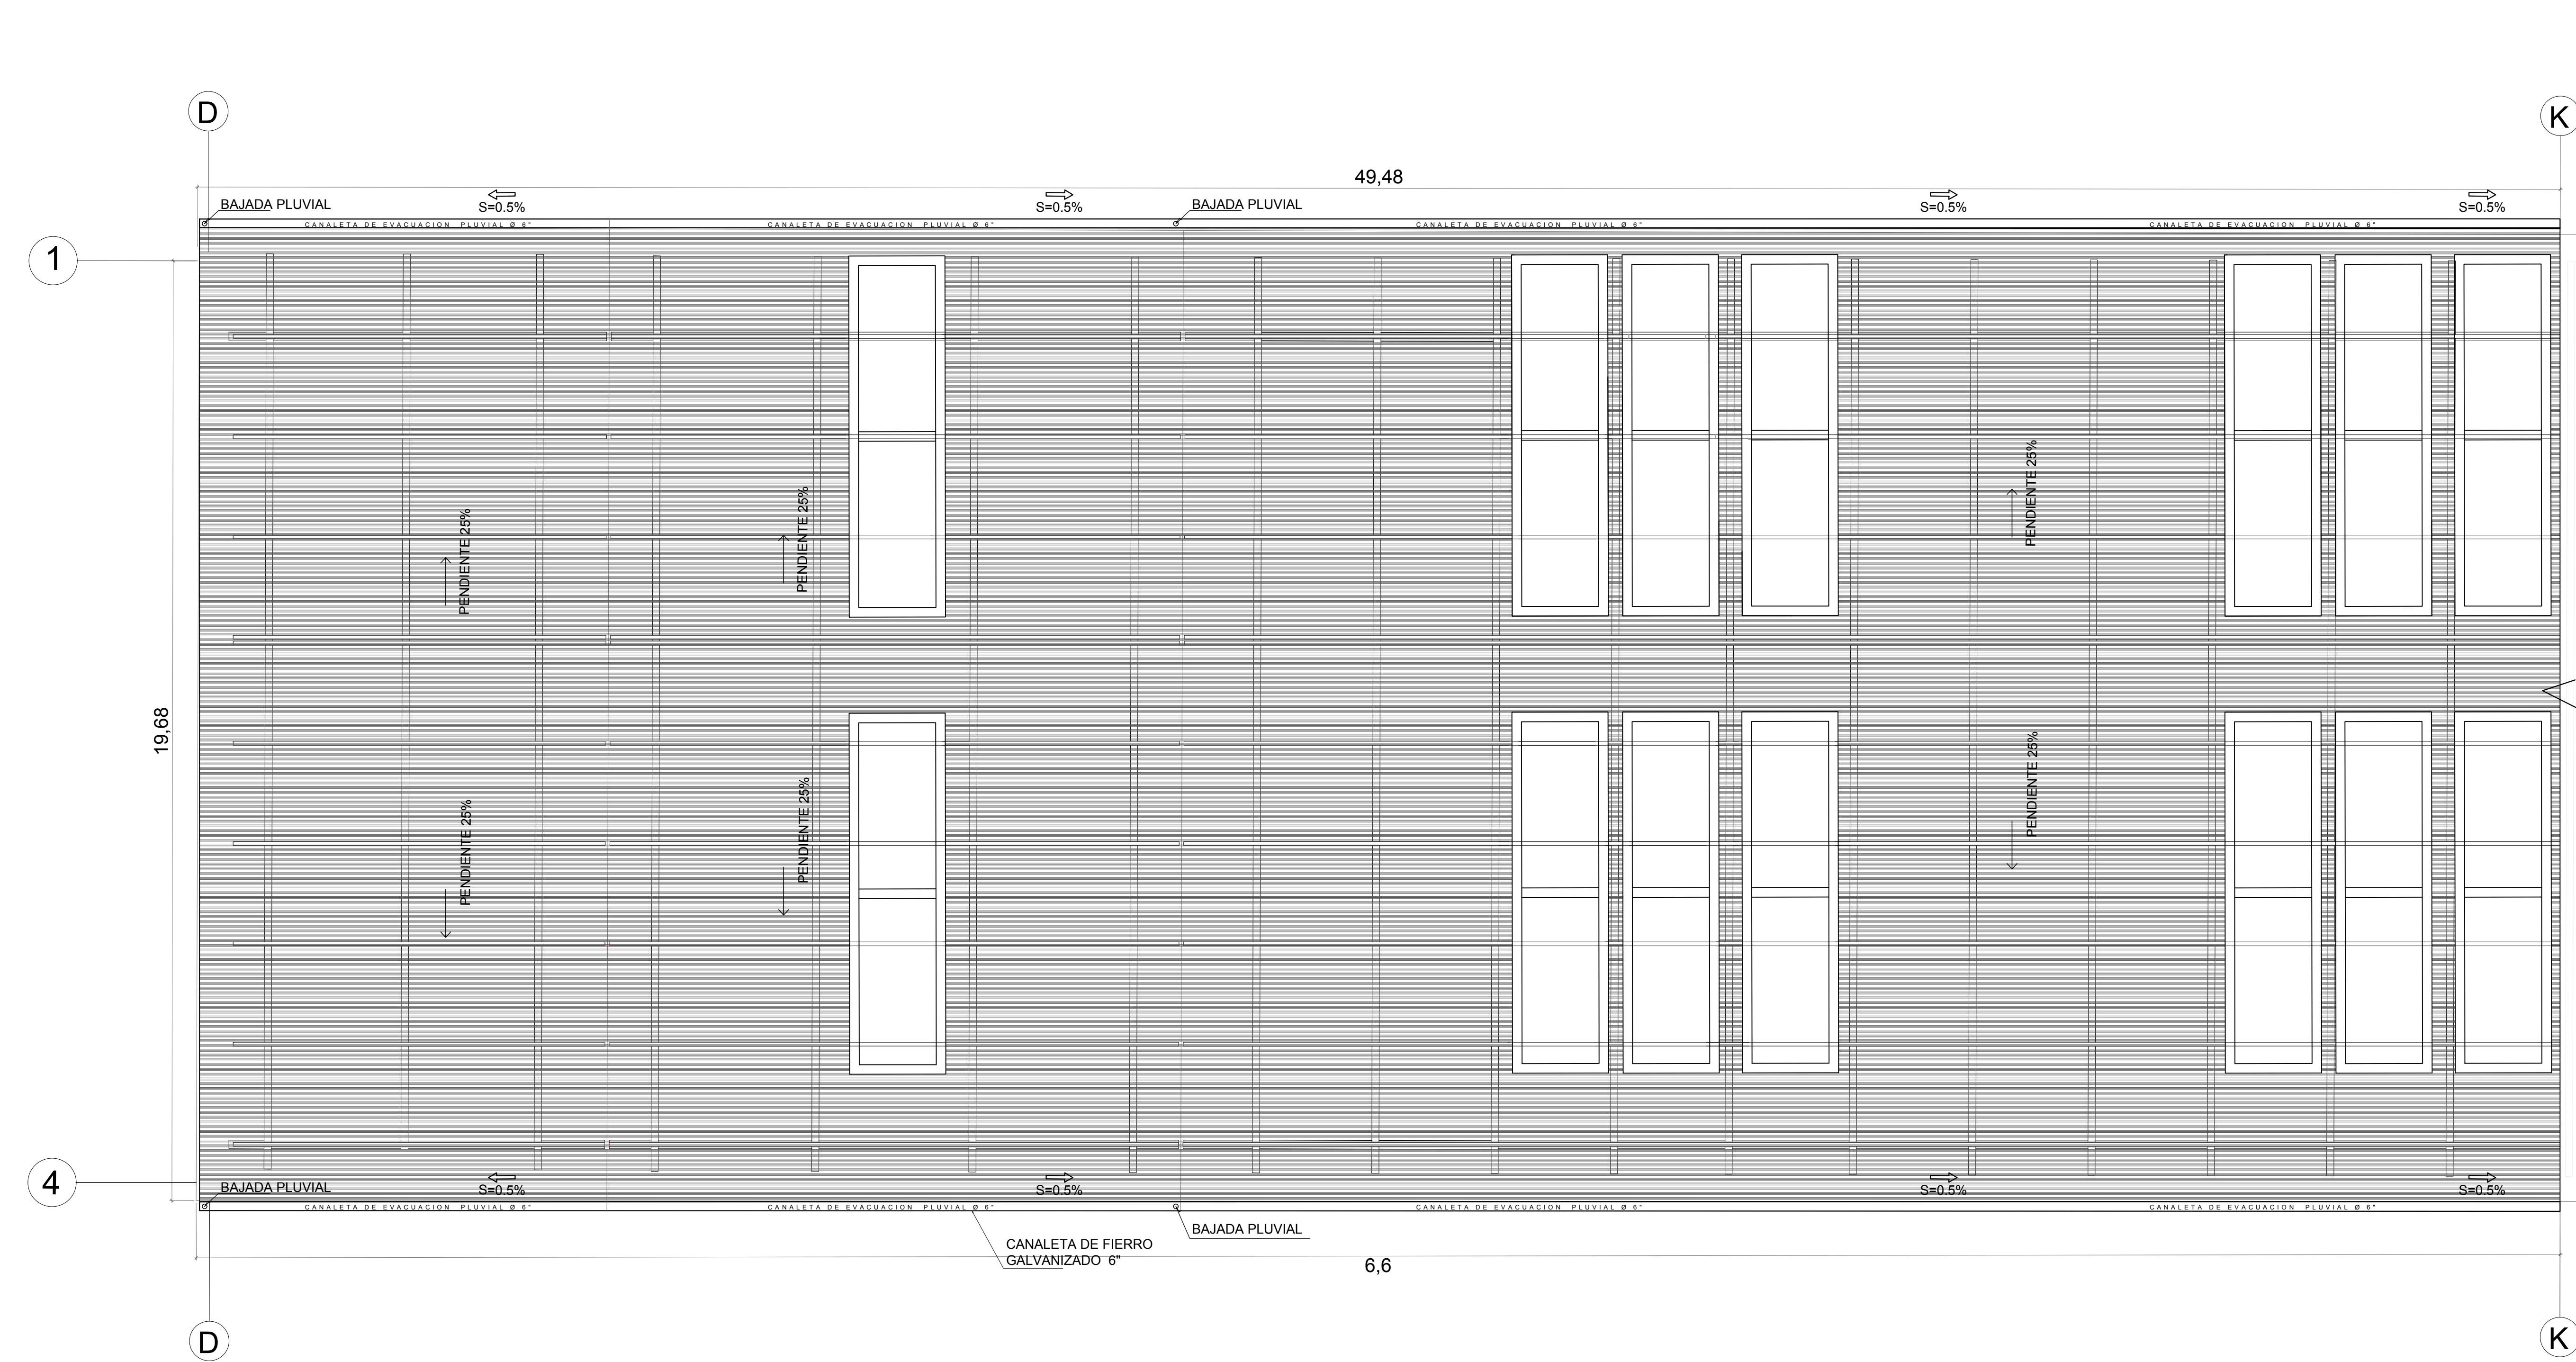 D
K
49,48
S=0.5%
S=0.5%
S=0.5%
S=0.5%
BAJADA PLUVIAL
BAJADA PLUVIAL
CANALETA DE EVACUACION PLUVIAL Ø 6"
CANALETA DE EVACUACION PLUVIAL Ø 6"
CANALETA DE EVACUACION PLUVIAL Ø 6"
CANALETA DE EVACUACION PLUVIAL Ø 6"
1
PENDIENTE 25%
PENDIENTE 25%
PENDIENTE 25%
19,68
PENDIENTE 25%
PENDIENTE 25%
PENDIENTE 25%
4
BAJADA PLUVIAL
S=0.5%
S=0.5%
S=0.5%
S=0.5%
CANALETA DE EVACUACION PLUVIAL Ø 6"
CANALETA DE EVACUACION PLUVIAL Ø 6"
CANALETA DE EVACUACION PLUVIAL Ø 6"
CANALETA DE EVACUACION PLUVIAL Ø 6"
BAJADA PLUVIAL
CANALETA DE FIERRO
GALVANIZADO 6"
6,6
D
K